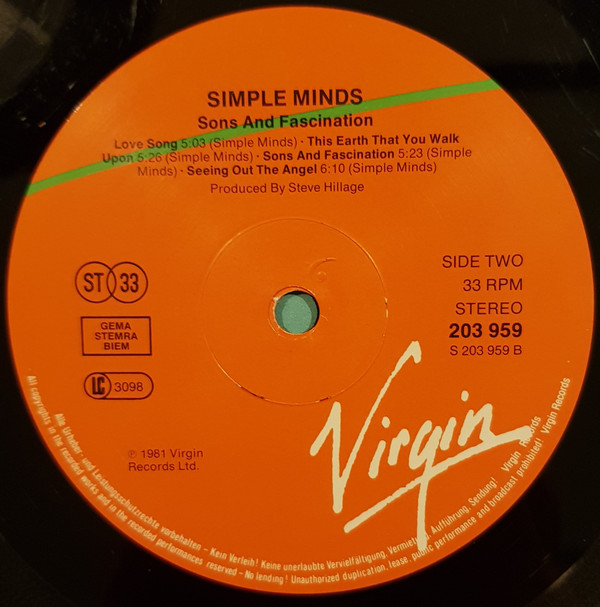 SIMPLE MINDS
Sons And Fascination
Love Song 5:03 (Simple Minds) · This Earth That You Walk
Upon 5:26 (Simple Minds) · Sons And Fascination 5:23 (Simple
Minds) · Seeing Out The Angel 6:10 (Simple Minds)
Produced By Steve Hillage
ST 33
GEMA
STEMRA
BIEM
LC 3098
SIDE TWO
33 RPM
STEREO
203 959
S 203 959 B
℗ 1981 Virgin
Records Ltd.
Virgin
Alle Urheber- und Leistungsschutzrechte vorbehalten – Kein Verleih! Keine unerlaubte Vervielfältigung, Vermietung, Aufführung, Sendung! Virgin Records
All copyrights in the recorded works and in the recorded performances reserved – No lending! Unauthorized duplication, lease, public performance and broadcast prohibited! Virgin Records